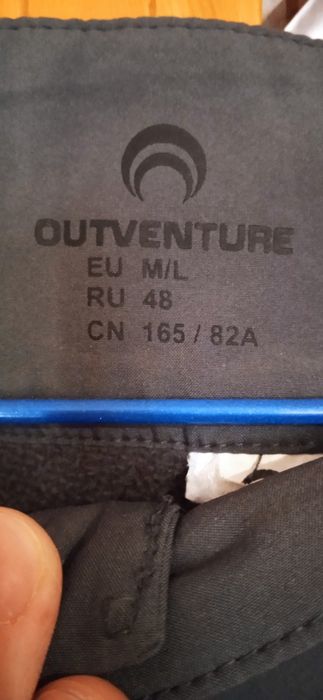 OUTVENTURE
EU M/L
RU 48
CN 165 / 82A